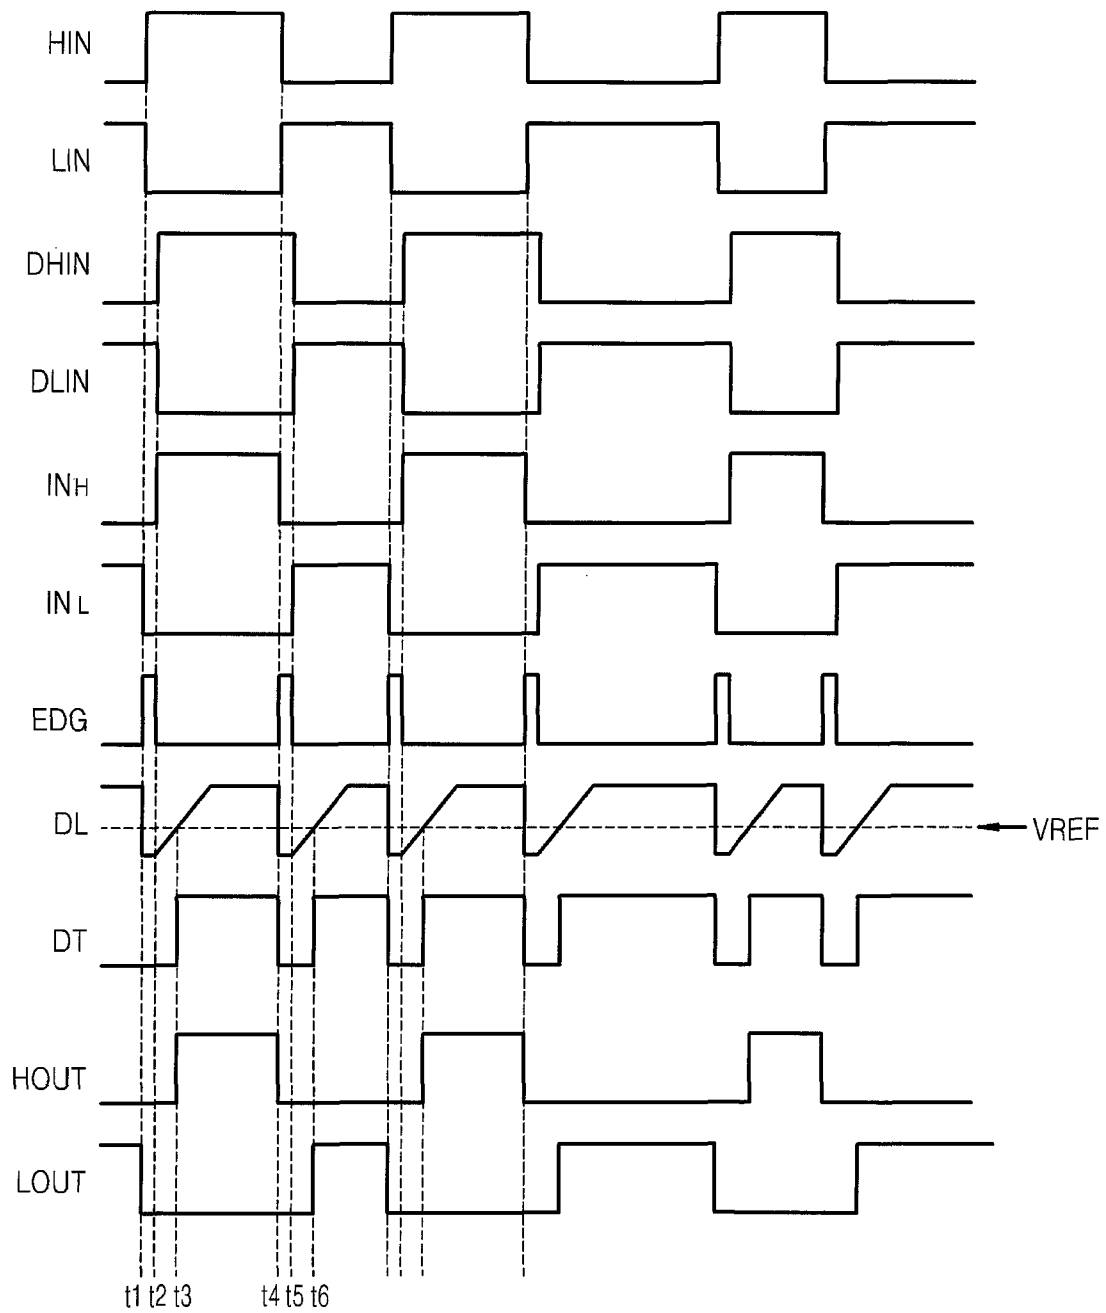 HIN
LIN
DHIN
DLIN
INH
INL
EDG
DL
VREF
DT
HOUT
LOUT
t1 t2 t3 t4 t5 t6